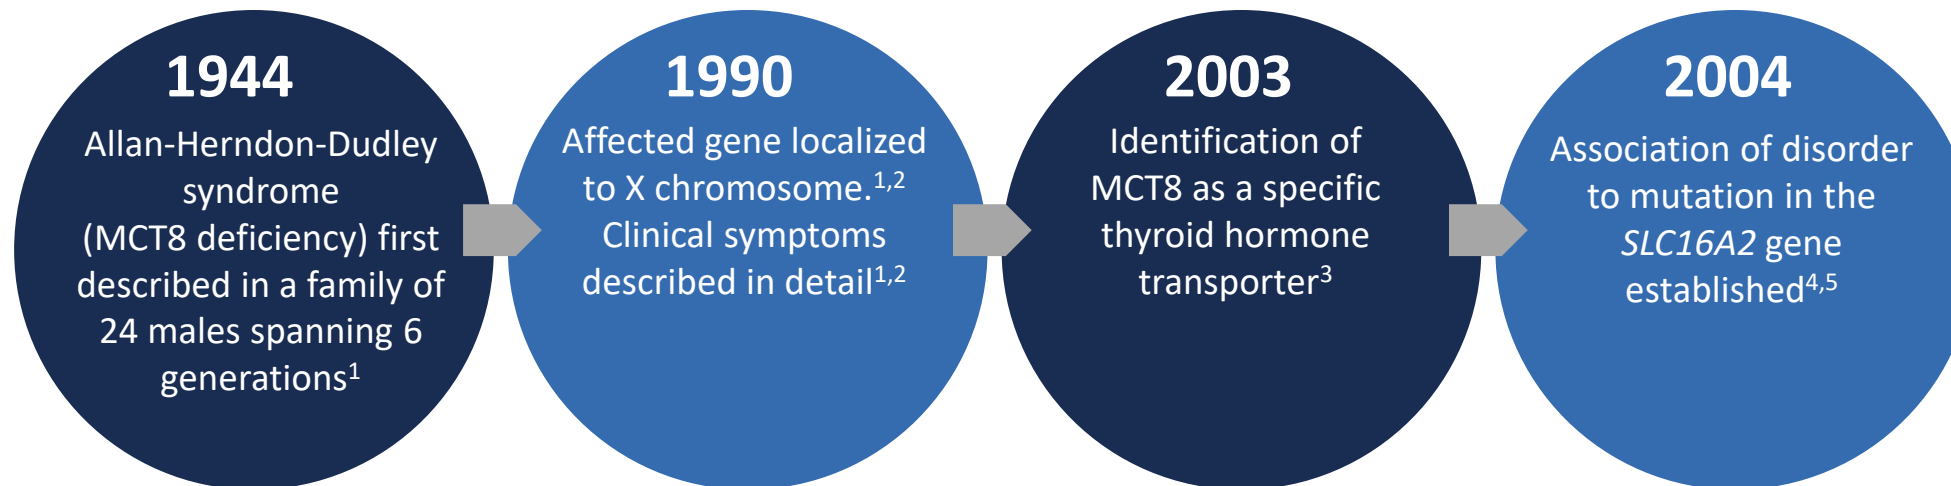 1944
Allan-Herndon-Dudley
syndrome
(MCT8 deficiency) first
described in a family of
24 males spanning 6
generations¹
1990
Affected gene localized
to X chromosome.¹,²
Clinical symptoms
described in detail¹,²
2003
Identification of
MCT8 as a specific
thyroid hormone
transporter³
2004
Association of disorder
to mutation in the
SLC16A2 gene
established⁴,⁵